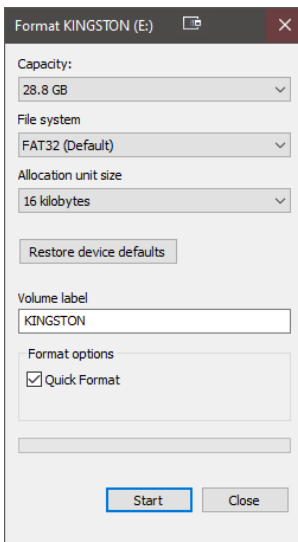 Format KINGSTON (E:)
Capacity:
28.8 GB
File system
FAT32 (Default)
Allocation unit size
16 kilobytes
Restore device defaults
Volume label
KINGSTON
Format options
Quick Format
Start
Close